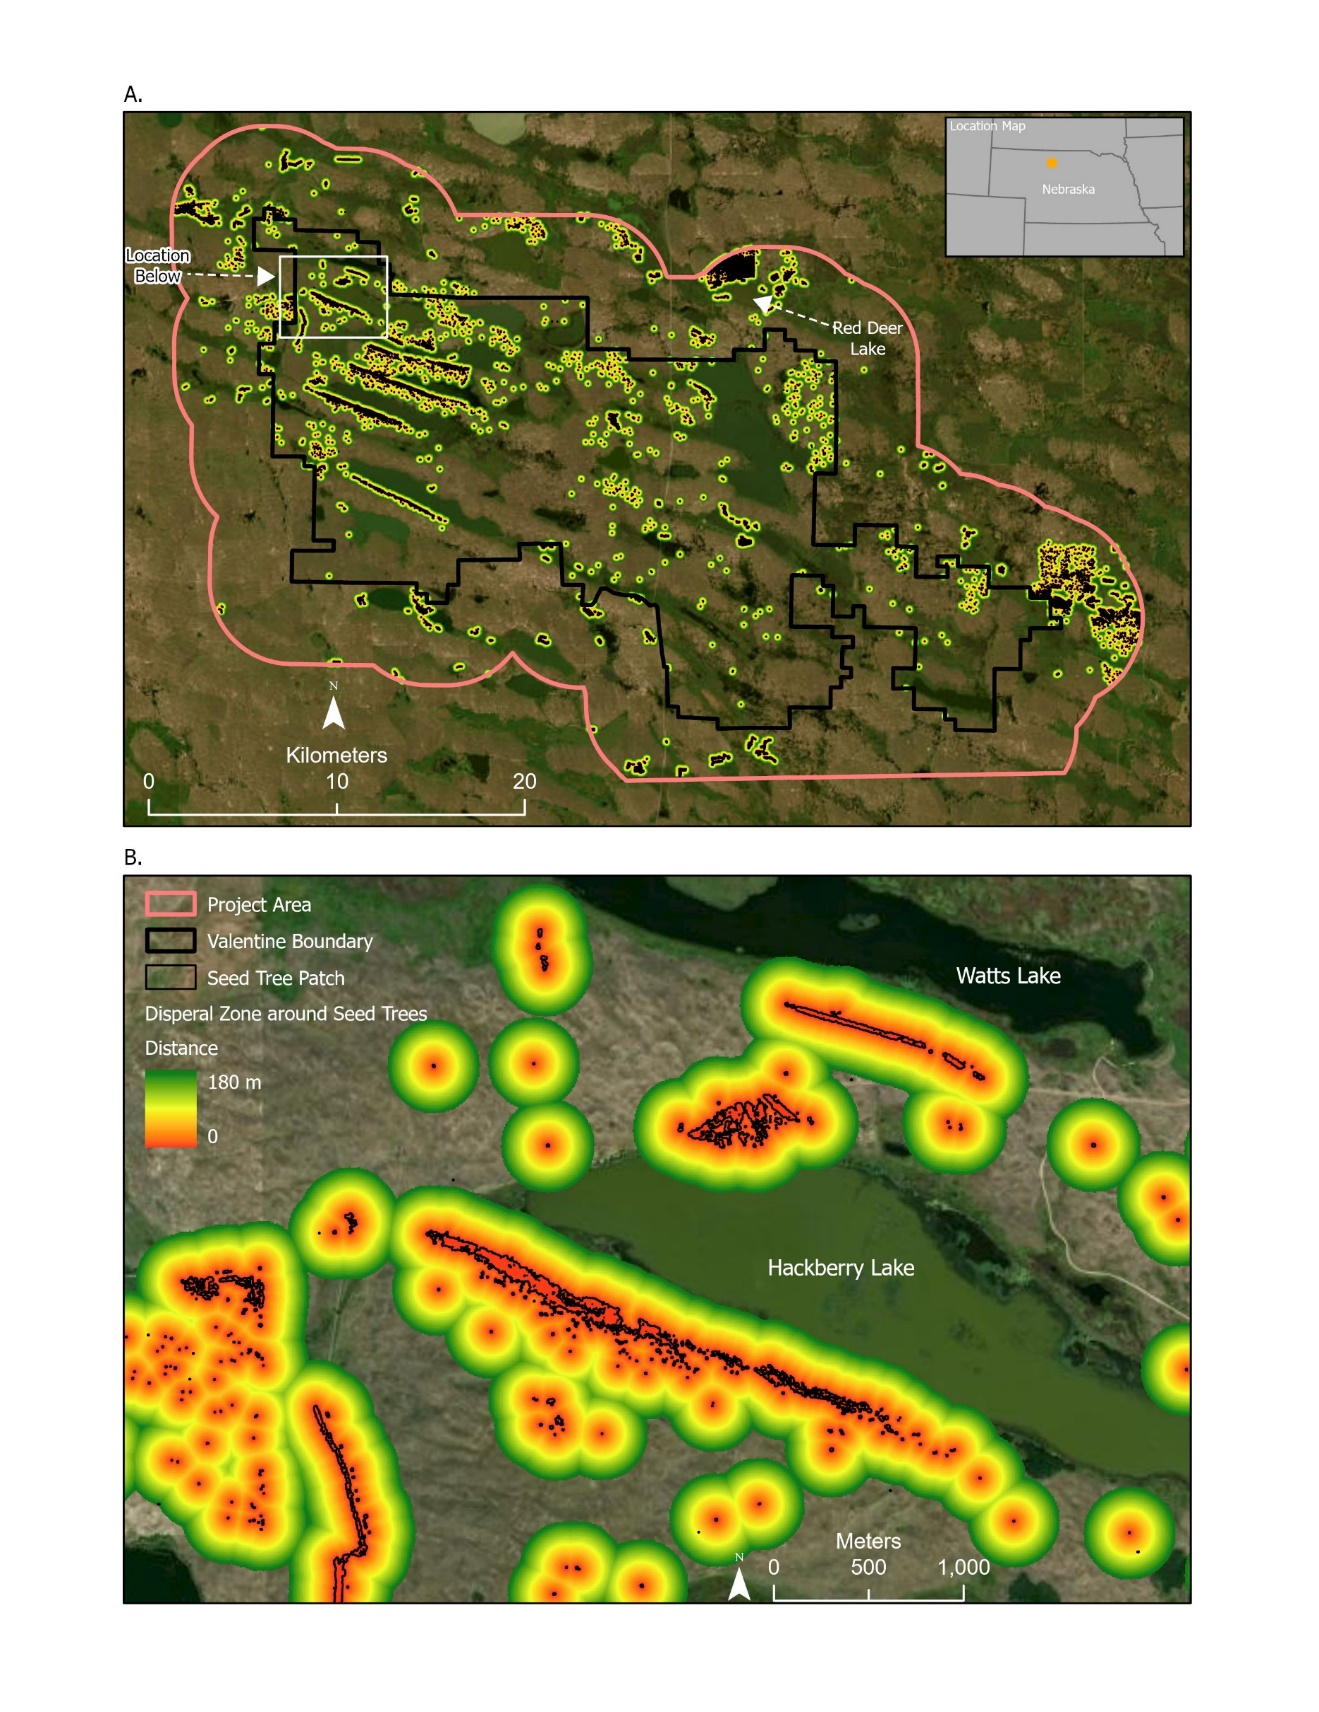 A.
Location Map
Nebraska
Location
Below
Red Deer
Lake
N
Kilometers
0 10 20
B.
Project Area
Valentine Boundary
Seed Tree Patch
Disperal Zone around Seed Trees
Distance
180 m
0
Watts Lake
Hackberry Lake
Meters
N
0 500 1,000